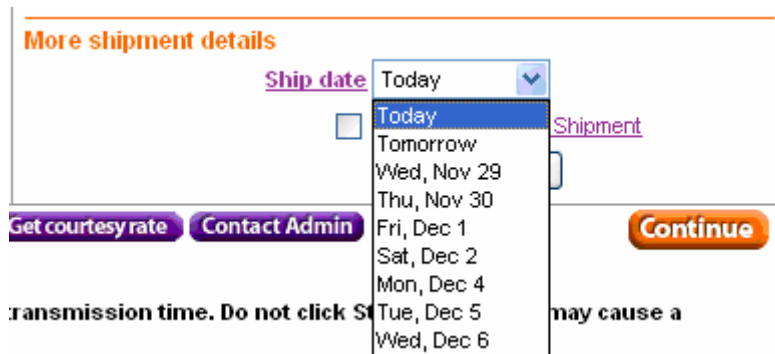 More shipment details
Ship date Today
Today
Tomorrow
Shipment
Wed, Nov 29
Thu, Nov 30
Get courtesy rate Contact Admin Fri, Dec 1 Continue
Sat, Dec 2
Mon, Dec 4
transmission time. Do not click Tue, Dec 5 may cause a
Wed, Dec 6